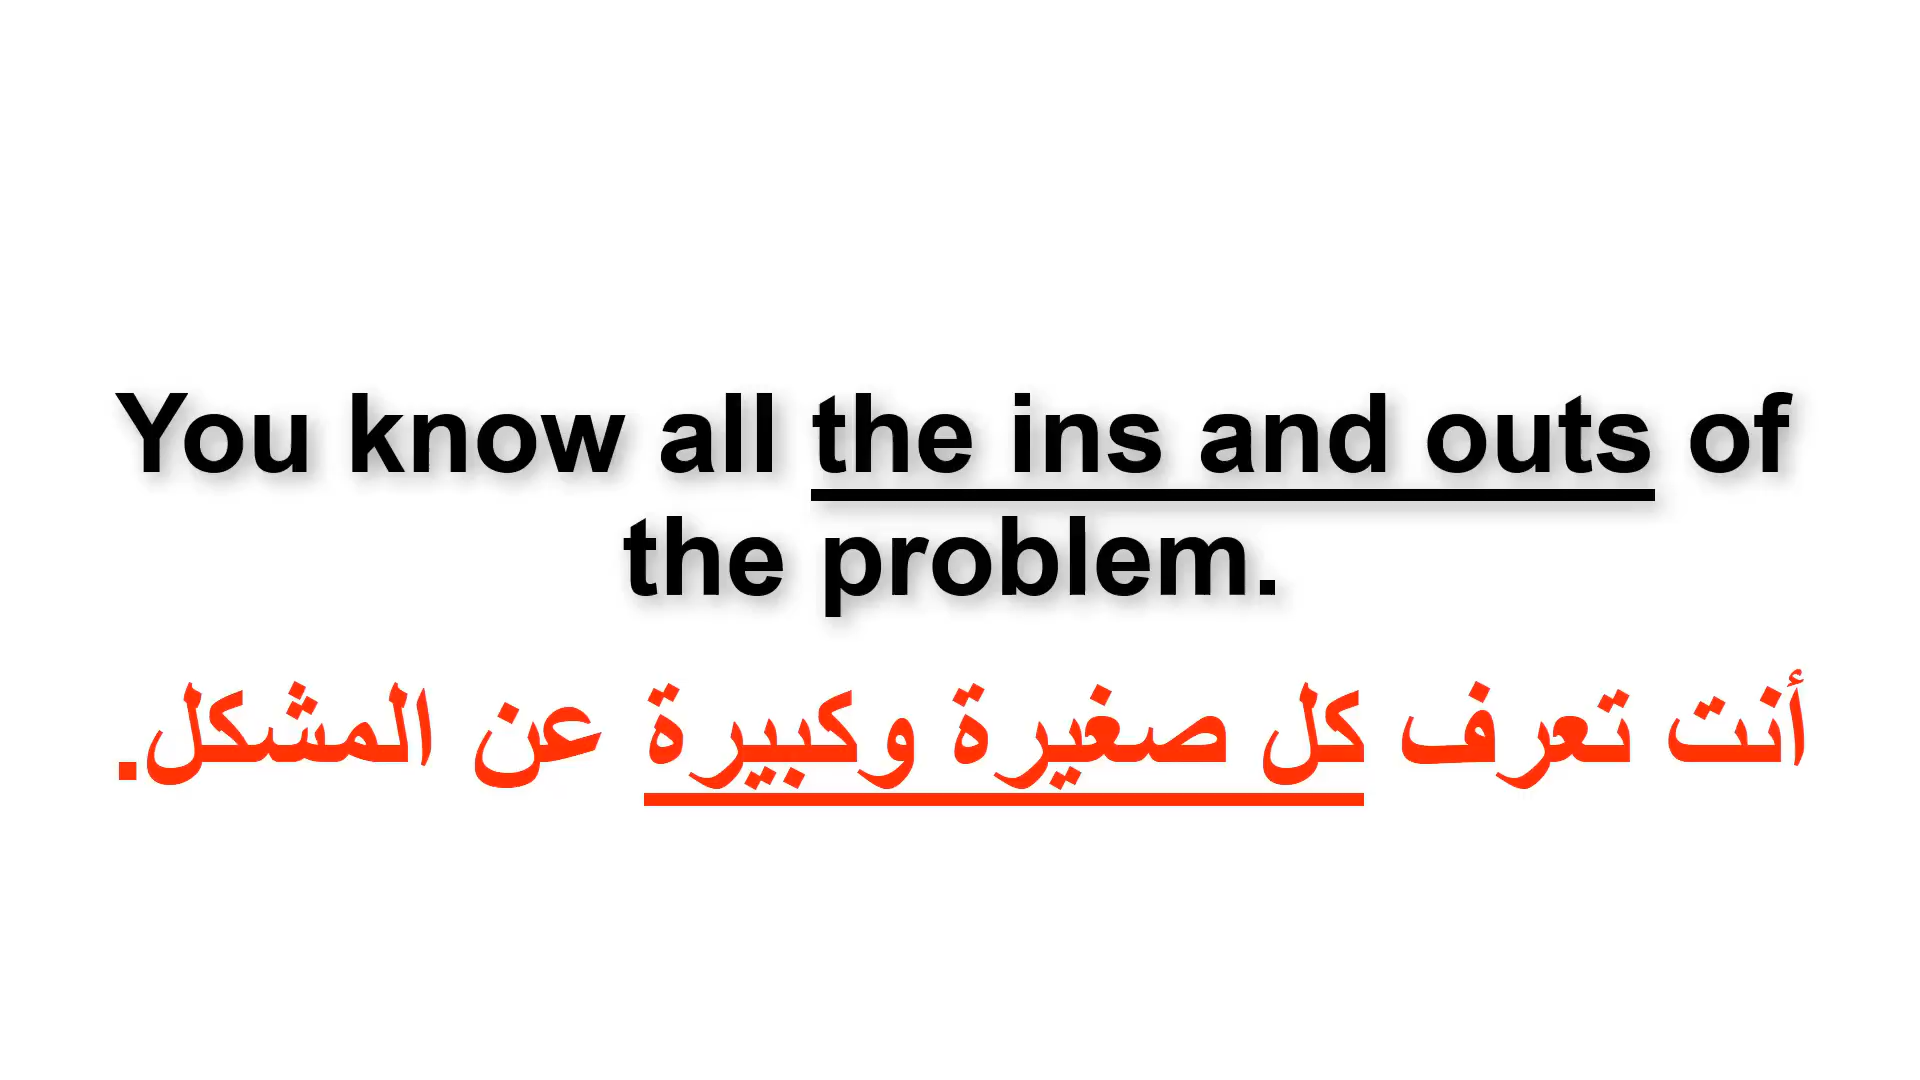 You know all the ins and outs of
the problem.
أنت تعرف كل صغيرة وكبيرة عن المشكل.